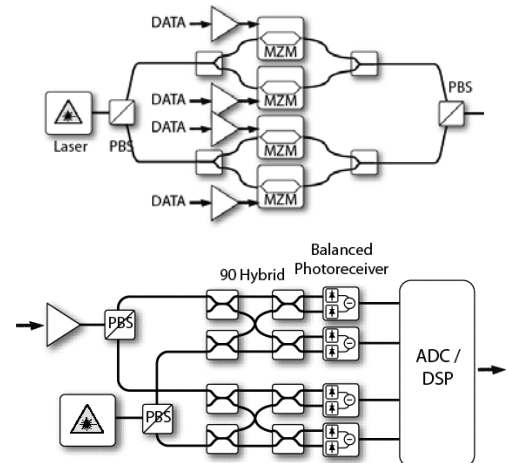 DATA
MZM
DATA
MZM
DATA
MZM
DATA
MZM
Laser
PBS
PBS
Balanced
Photoreceiver
90 Hybrid
PBS
PBS
ADC /
DSP